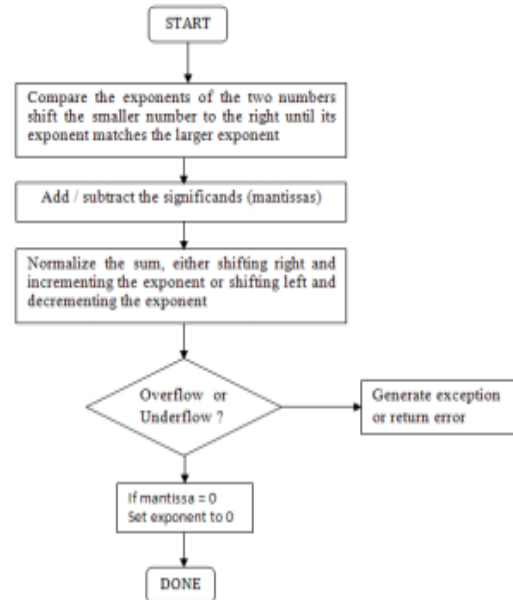 START
Compare the exponents of the two numbers
shift the smaller number to the right until its
exponent matches the larger exponent
Add / subtract the significands (mantissas)
Normalize the sum, either shifting right and
incrementing the exponent or shifting left and
decrementing the exponent
Overflow or
Underflow ?
Generate exception
or return error
If mantissa = 0
Set exponent to 0
DONE